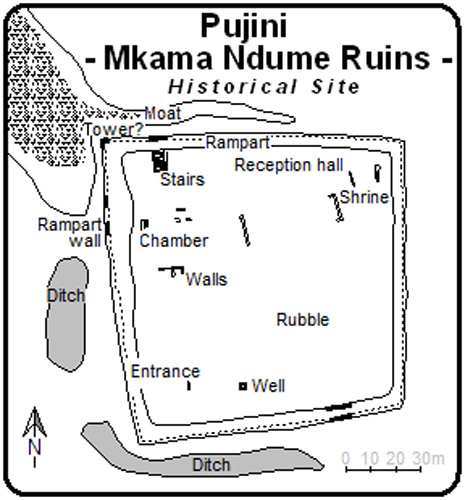 Pujini
- Mkama Ndume Ruins -
Historical Site
Moat
Tower?
Rampart
Reception hall
Stairs
Shrine
Rampart
wall
Chamber
Walls
Ditch
Rubble
Entrance
Well
N
Ditch
0 10 20 30m